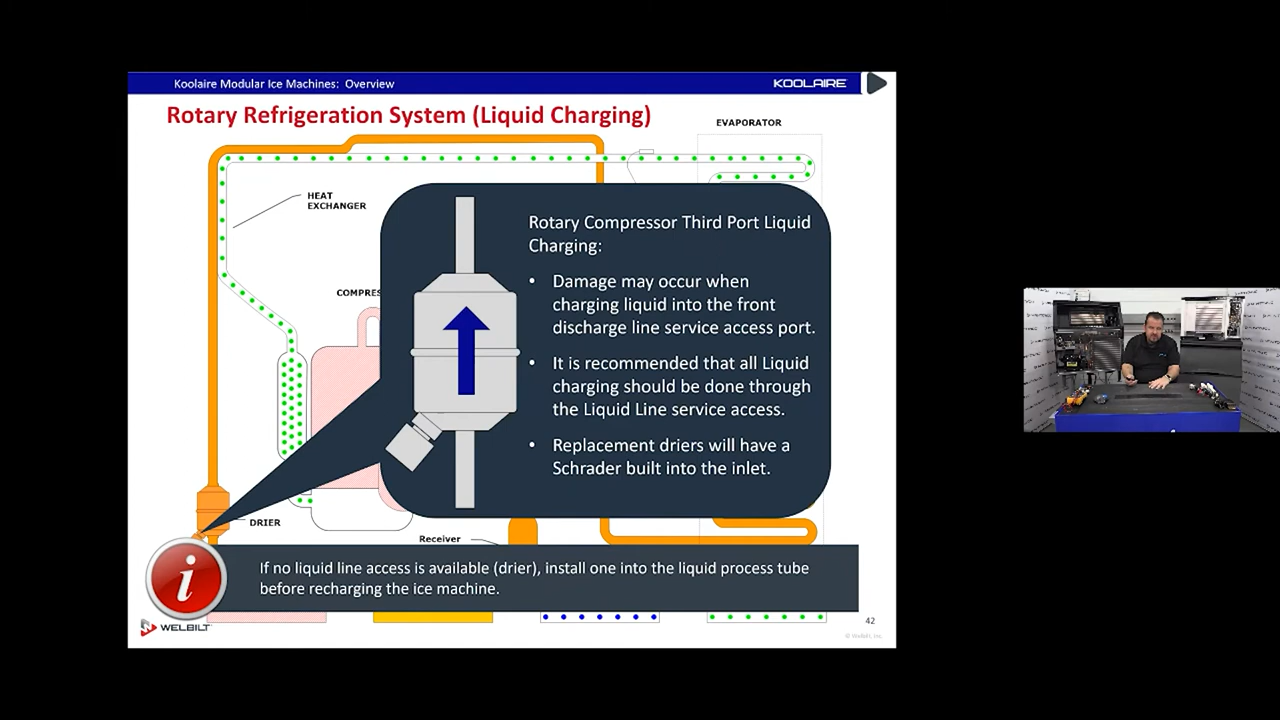 Koolaire Modular Ice Machines: Overview
KOOLAIRE
Rotary Refrigeration System (Liquid Charging)
EVAPORATOR
HEAT
EXCHANGER
COMPRES
Rotary Compressor Third Port Liquid
Charging:
• Damage may occur when
charging liquid into the front
discharge line service access port.
• It is recommended that all Liquid
charging should be done through
the Liquid Line service access.
• Replacement driers will have a
Schrader built into the inlet.
DRIER
Receiver
i
If no liquid line access is available (drier), install one into the liquid process tube
before recharging the ice machine.
WELBILT
42
© Welbilt, Inc.